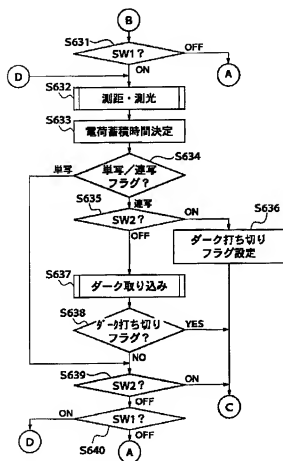 B
S631
SW1?
OFF
ON
A
D
S632
測距・測光
S633
電荷蓄積時間決定
S634
単写/連写
フラグ?
単写
連写
S635
SW2?
ON
OFF
S636
ダーク打ち切り
フラグ設定
S637
ダーク取り込み
S638
ダーク打ち切り
フラグ?
YES
NO
S639
SW2?
ON
OFF
C
SW1?
ON
OFF
S640
D
A